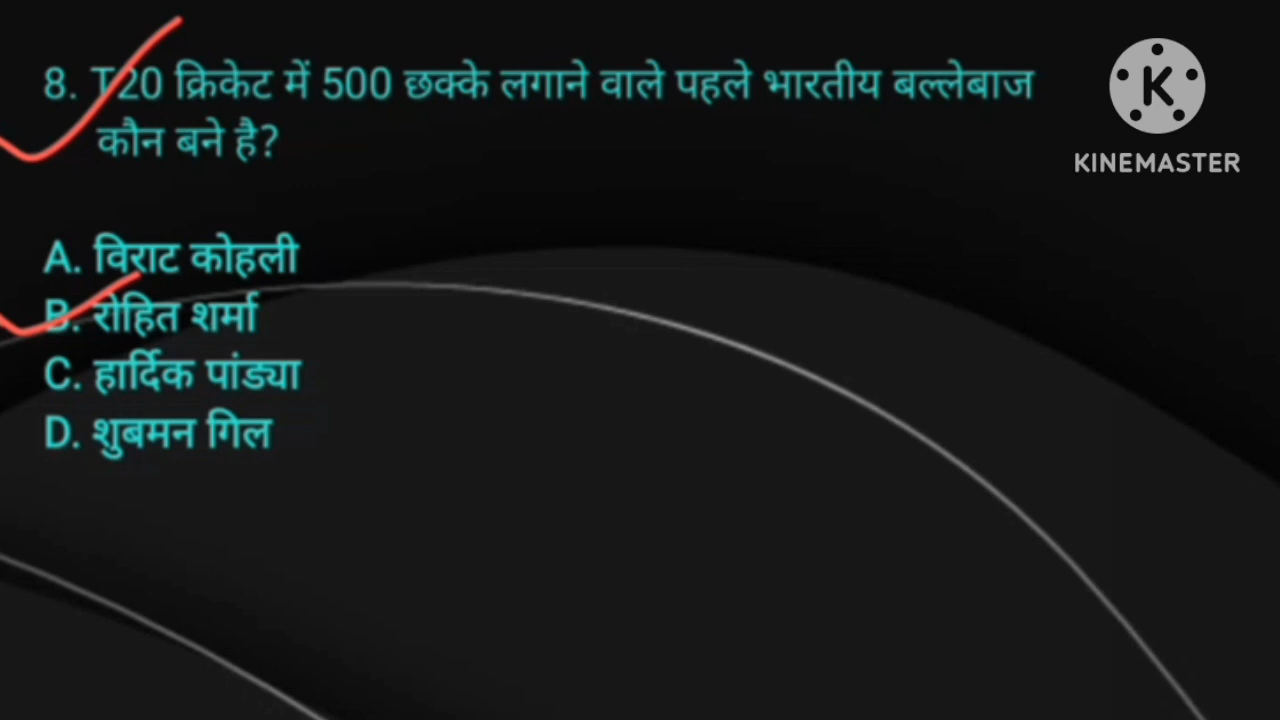 8. T20 क्रिकेट में 500 छक्के लगाने वाले पहले भारतीय बल्लेबाज
कौन बने है?
A. विराट कोहली
B. रोहित शर्मा
C. हार्दिक पांड्या
D. शुबमन गिल
K
KINEMASTER